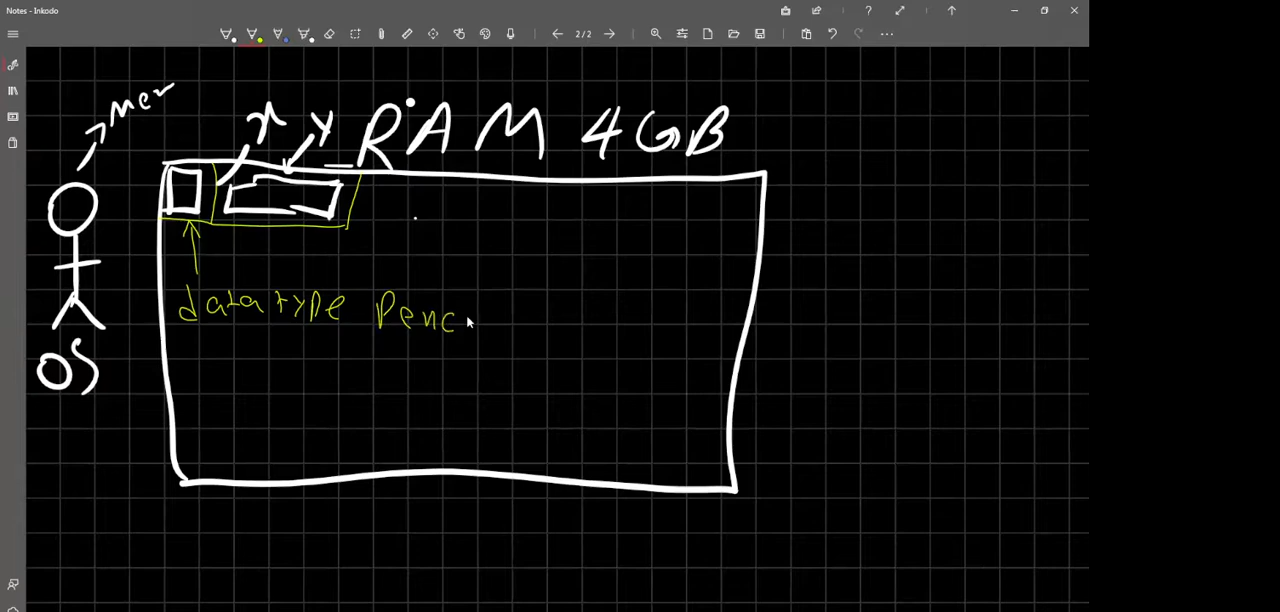 Notes - Inkodo
2/2
Mer
x
y
RAM 4GB
datatype Penc
OS